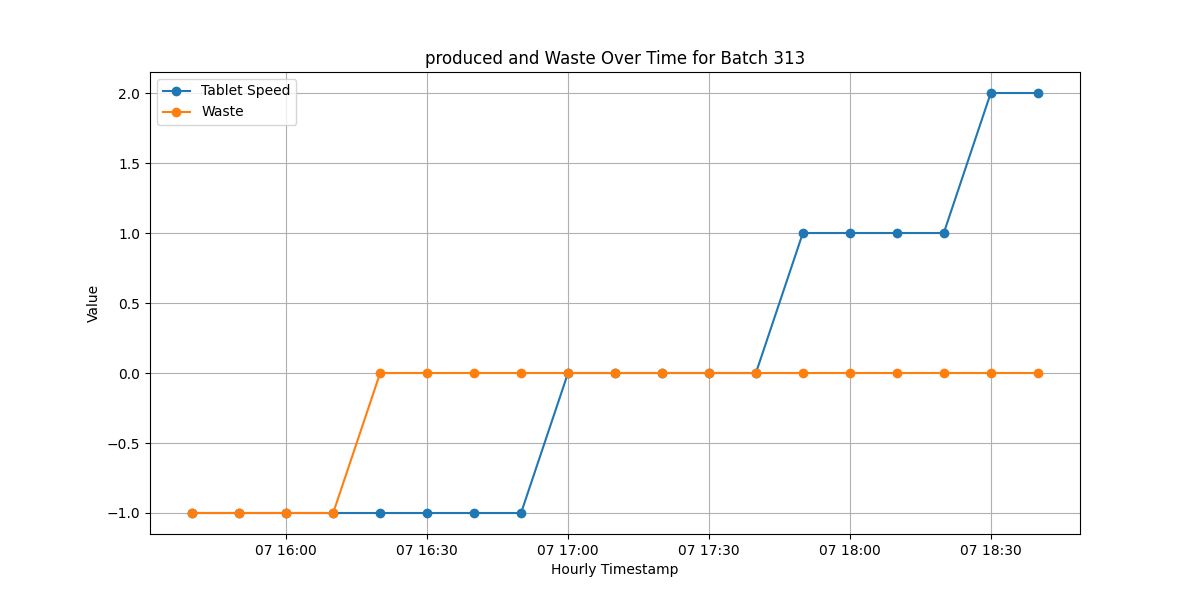 produced and Waste Over Time for Batch 313
Tablet Speed
Waste
2.0
1.5
1.0
0.5
0.0
−0.5
−1.0
Value
07 16:00 07 16:30 07 17:00 07 17:30 07 18:00 07 18:30
Hourly Timestamp